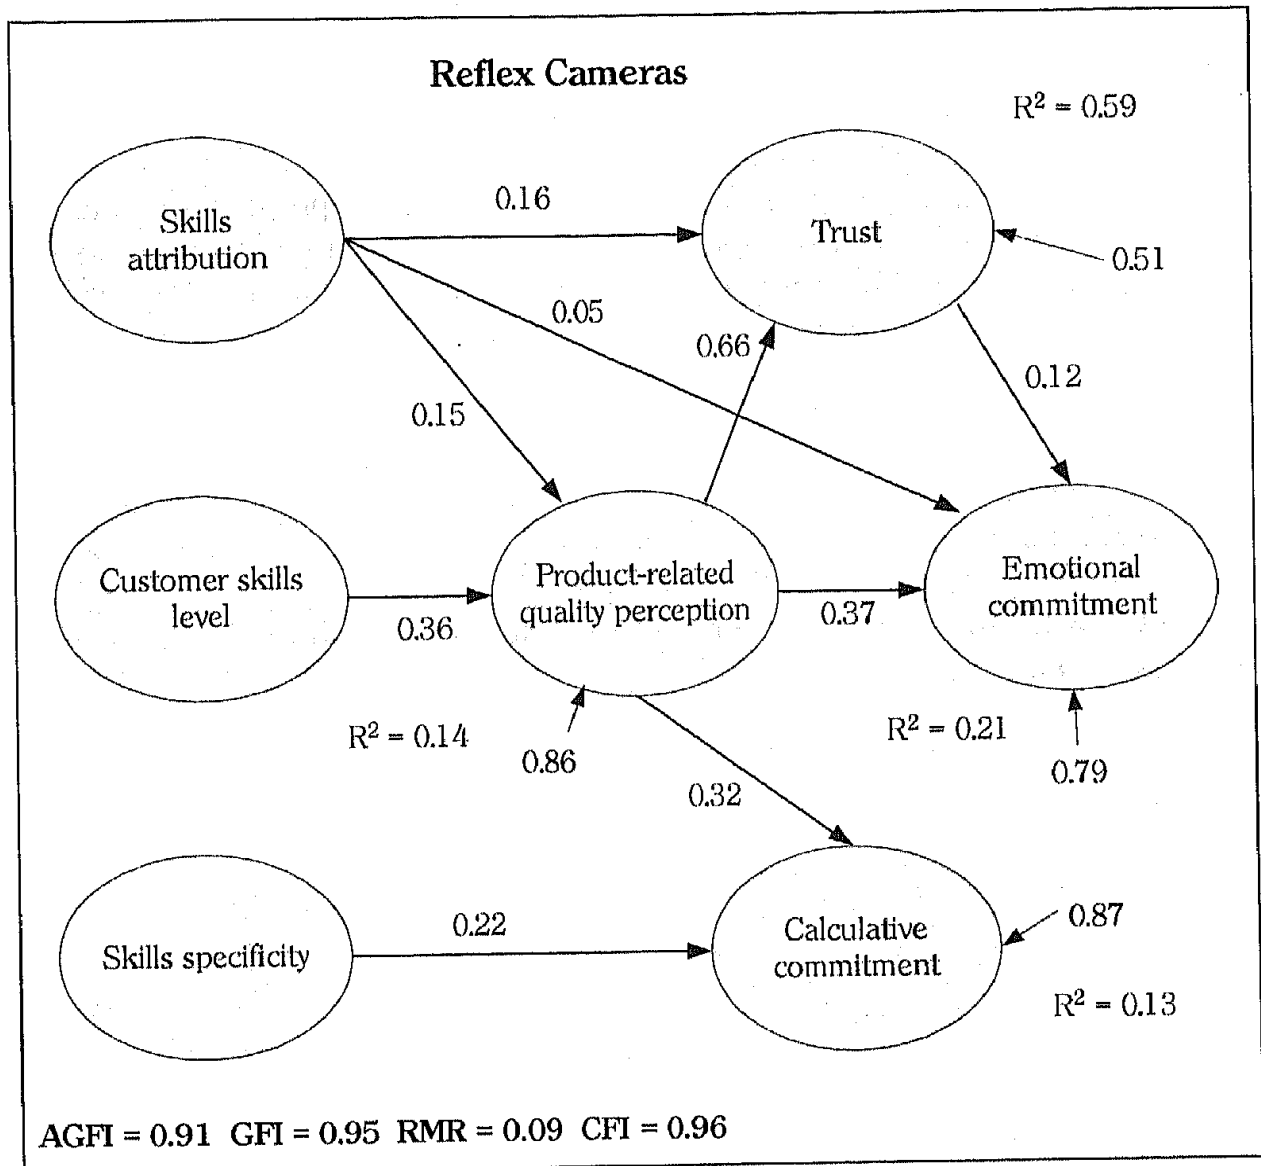 Reflex Cameras
R² = 0.59
Skills
attribution
0.16
Trust
0.51
0.05
0.66
0.12
0.15
Customer skills
level
0.36
Product-related
quality perception
0.37
Emotional
commitment
R² = 0.14
0.86
R² = 0.21
0.79
0.32
Skills specificity
0.22
Calculative
commitment
0.87
R² = 0.13
AGFI = 0.91 GFI = 0.95 RMR = 0.09 CFI = 0.96